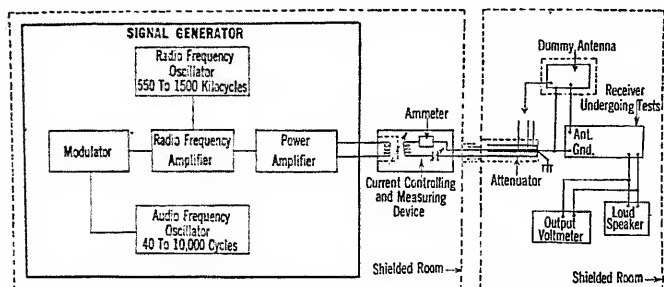 SIGNAL GENERATOR
Radio Frequency
Oscillator
550 To 1500 Kilocycles
Modulator
Radio Frequency
Amplifier
Power
Amplifier
Audio Frequency
Oscillator
40 To 10,000 Cycles
Ammeter
Current Controlling
and Measuring
Device
Shielded Room
Dummy Antenna
Receiver
Undergoing Tests
Ant.
Gnd.
Attenuator
Output
Voltmeter
Loud
Speaker
Shielded Room